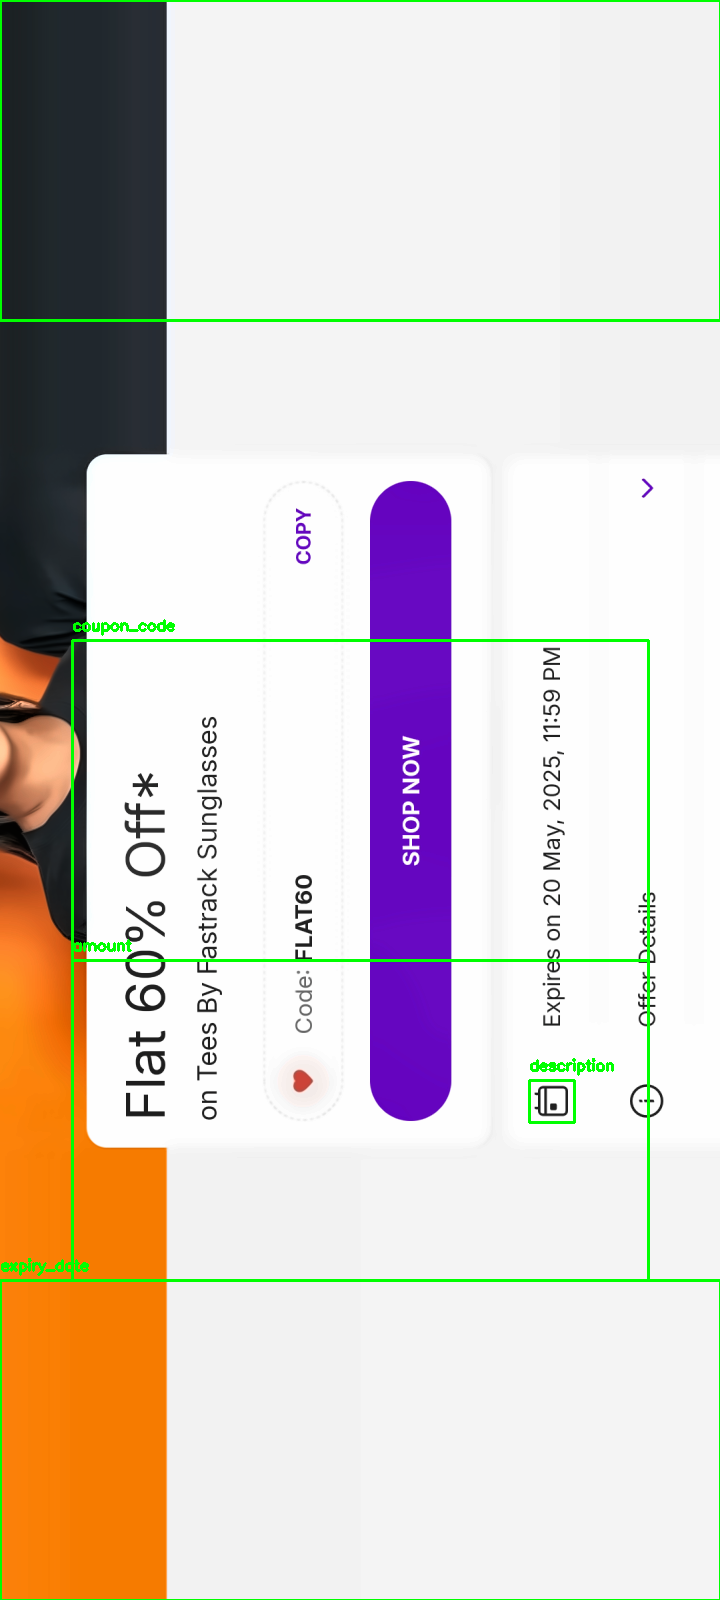 Flat 60% Off*
on Tees By Fastrack Sunglasses
Code: FLAT60
COPY
SHOP NOW
Expires on 20 May, 2025, 11:59 PM
Offer Details
coupon_code
amount
description
expiry_date